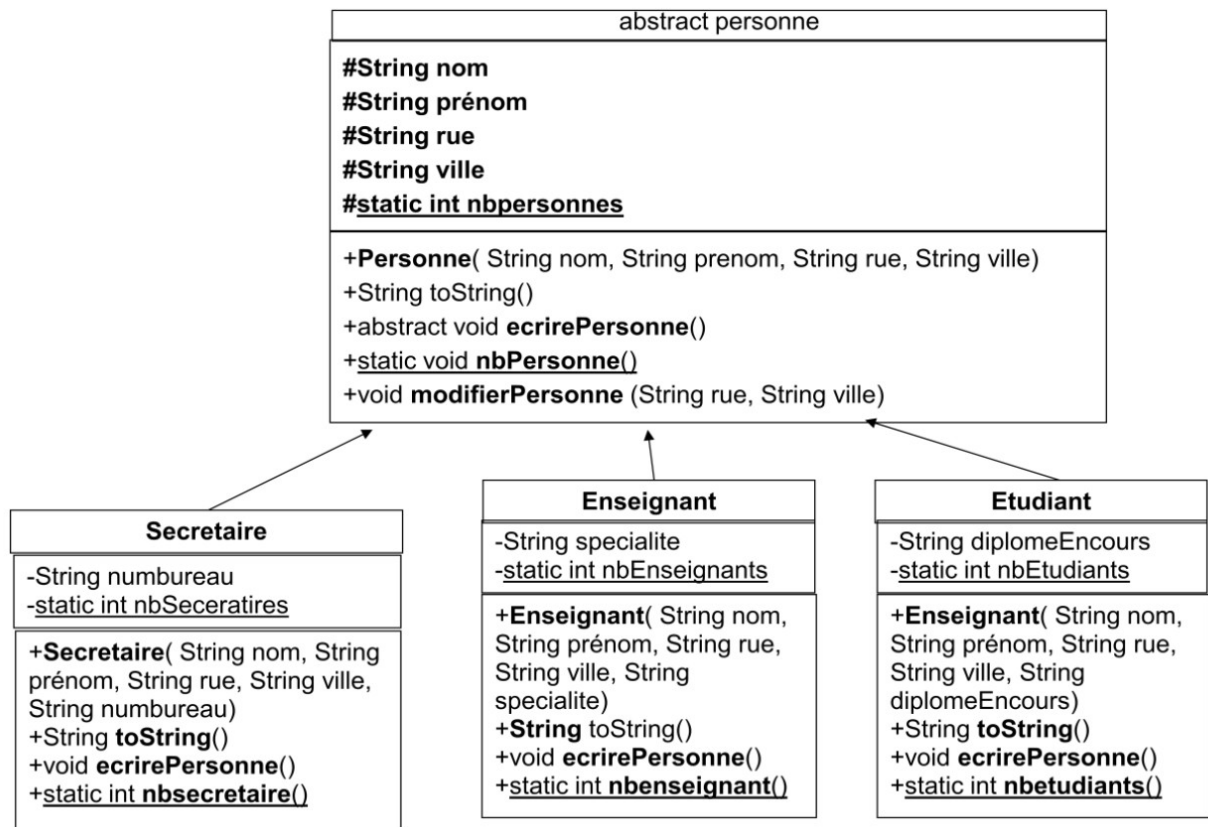 abstract personne
#String nom
#String prénom
#String rue
#String ville
#static int nbpersonnes
+Personne( String nom, String prenom, String rue, String ville)
+String toString()
+abstract void ecrirePersonne()
+static void nbPersonne()
+void modifierPersonne (String rue, String ville)
Secretaire
-String numbureau
-static int nbSeceratires
+Secretaire( String nom, String
prénom, String rue, String ville,
String numbureau)
+String toString()
+void ecrirePersonne()
+static int nbsecretaire()
Enseignant
-String specialite
-static int nbEnseignants
+Enseignant( String nom,
String prénom, String rue,
String ville, String
specialite)
+String toString()
+void ecrirePersonne()
+static int nbenseignant()
Etudiant
-String diplomeEncours
-static int nbEtudiants
+Enseignant( String nom,
String prénom, String rue,
String ville, String
diplomeEncours)
+String toString()
+void ecrirePersonne()
+static int nbetudiants()